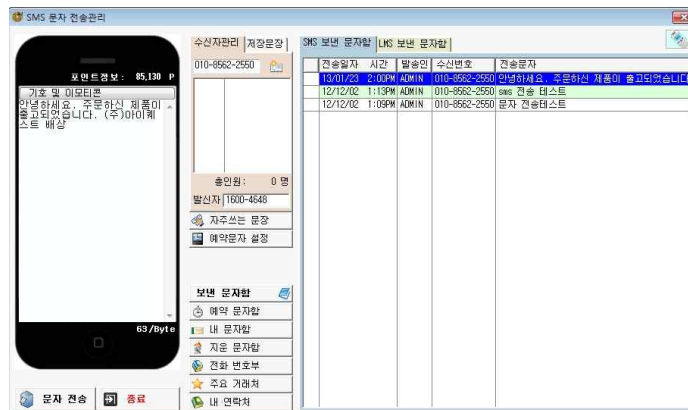 SMS 문자 전송관리
포인트정보: 85,130 P
기호 및 이모티콘
안녕하세요. 주문하신 제품이
출고되었습니다. (주)아이퀘
스트 배상
63/Byte
문자 전송
종료
수신자관리
저장문장
010-8562-2550
총인원: 0 명
발신자 1600-4648
자주쓰는 문장
예약문자 설정
보낸 문자함
예약 문자함
내 문자함
지운 문자함
전화 번호부
주요 거래처
내 연락처
SMS 보낸 문자함
LMS 보낸 문자함
전송일자 시간 발송인 수신번호 전송문자
13/01/23 2:00PM ADMIN 010-8562-2550 안녕하세요. 주문하신 제품이 출고되었습니다
12/12/02 1:13PM ADMIN 010-8562-2550 sms 전송 테스트
12/12/02 1:09PM ADMIN 010-8562-2550 문자 전송테스트